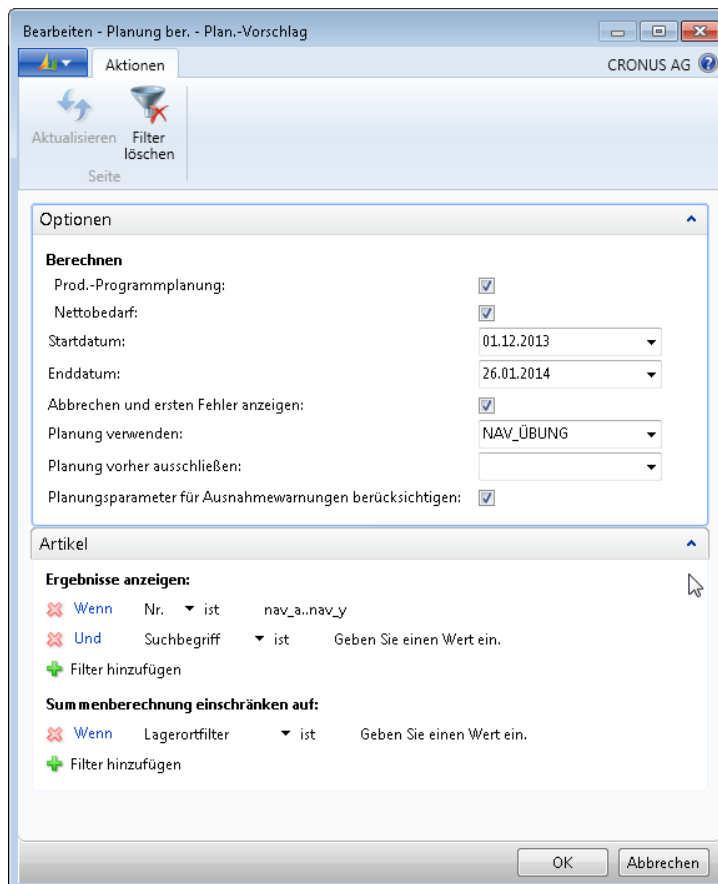 Bearbeiten - Planung ber. - Plan.-Vorschlag
Aktionen
CRONUS AG
Aktualisieren Filter löschen
Seite
Optionen
Berechnen
Prod.-Programmplanung:
Nettobedarf:
Startdatum: 01.12.2013
Enddatum: 26.01.2014
Abbrechen und ersten Fehler anzeigen:
Planung verwenden: NAV_ÜBUNG
Planung vorher ausschließen:
Planungsparameter für Ausnahmewarnungen berücksichtigen:
Artikel
Ergebnisse anzeigen:
Wenn Nr. ist nav_a..nav_y
Und Suchbegriff ist Geben Sie einen Wert ein.
Filter hinzufügen
Summenberechnung einschränken auf:
Wenn Lagerortfilter ist Geben Sie einen Wert ein.
Filter hinzufügen
OK Abbrechen